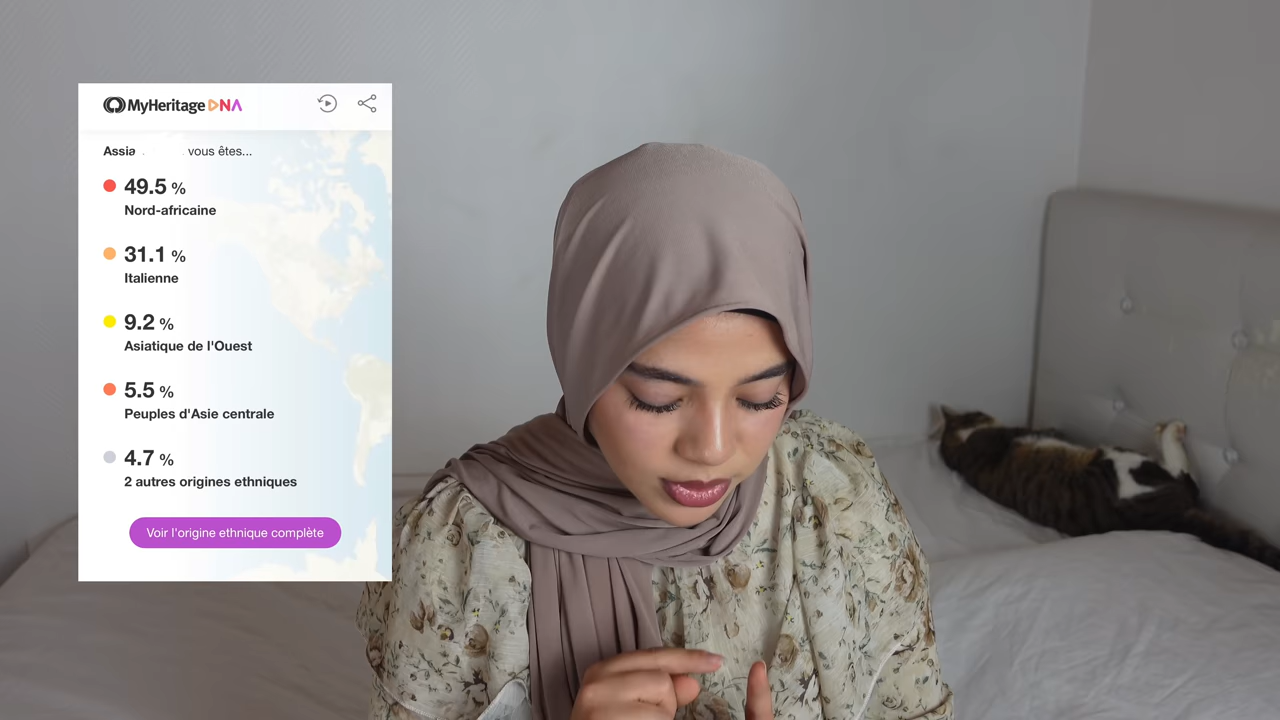 MyHeritage DNA
Assia vous êtes...
49.5 %
Nord-africaine
31.1 %
Italienne
9.2 %
Asiatique de l'Ouest
5.5 %
Peuples d'Asie centrale
4.7 %
2 autres origines ethniques
Voir l'origine ethnique complète